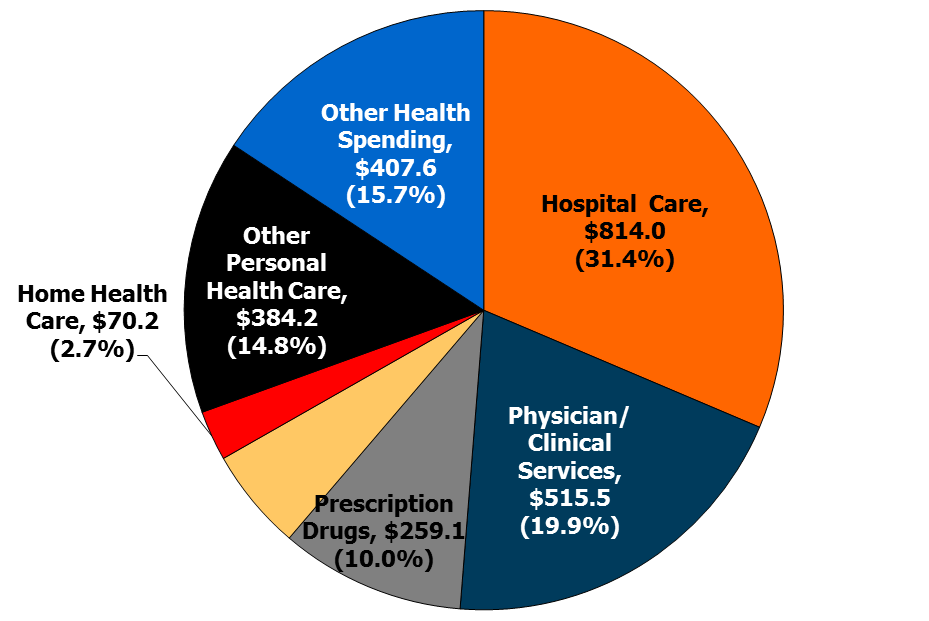 Other Health
Spending,
$407.6
(15.7%)
Hospital Care,
$814.0
(31.4%)
Other
Personal
Health Care,
$384.2
(14.8%)
Home Health
Care, $70.2
(2.7%)
Physician/
Clinical
Services,
$515.5
(19.9%)
Prescription
Drugs, $259.1
(10.0%)